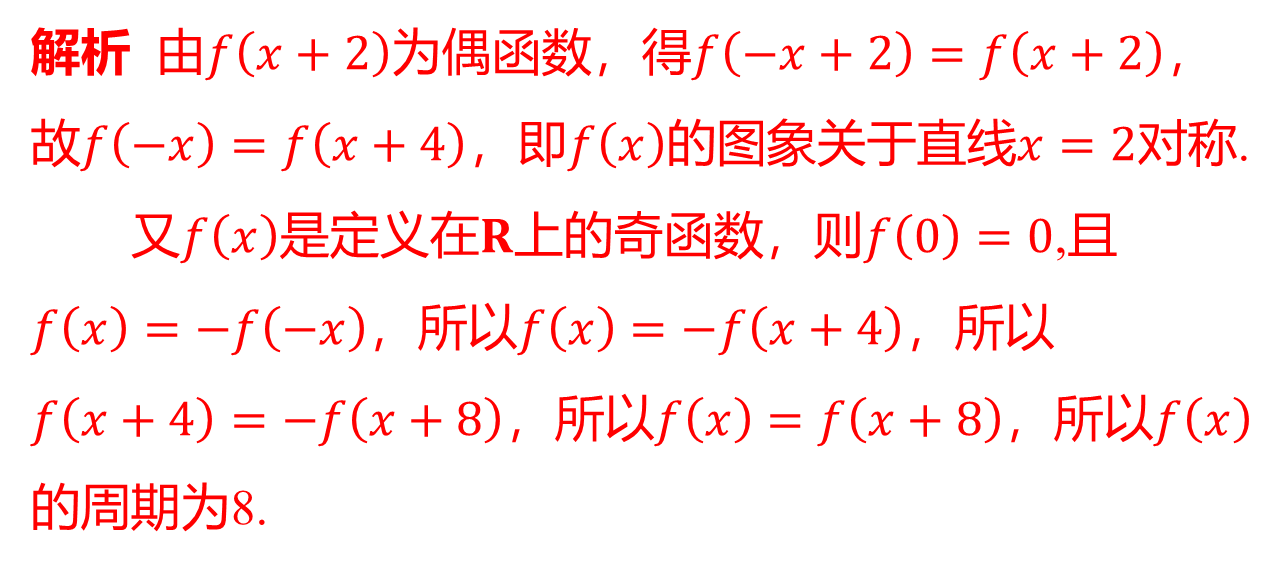 解析 由f(x + 2)为偶函数，得f(−x + 2) = f(x + 2)，
故f(−x) = f(x + 4)，即f(x)的图象关于直线x = 2对称.
又f(x)是定义在R上的奇函数，则f(0) = 0,且
f(x) = −f(−x)，所以f(x) = −f(x + 4)，所以
f(x + 4) = −f(x + 8)，所以f(x) = f(x + 8)，所以f(x)
的周期为8.